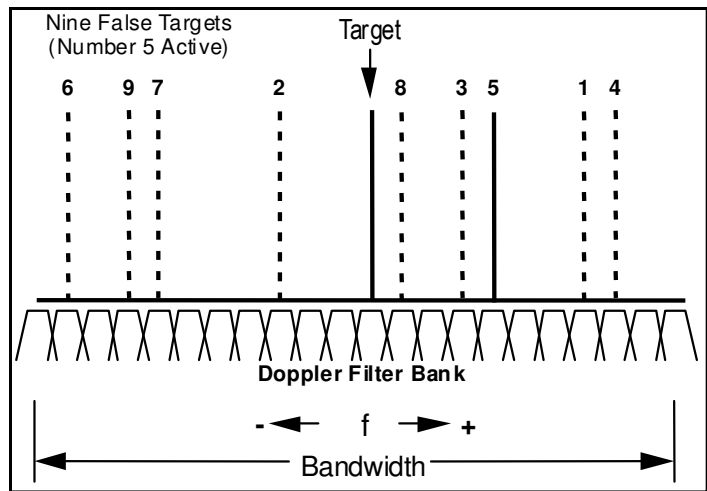 Nine False Targets
(Number 5 Active)
Target
6 9 7 2 8 3 5 1 4
Doppler Filter Bank
- f +
Bandwidth